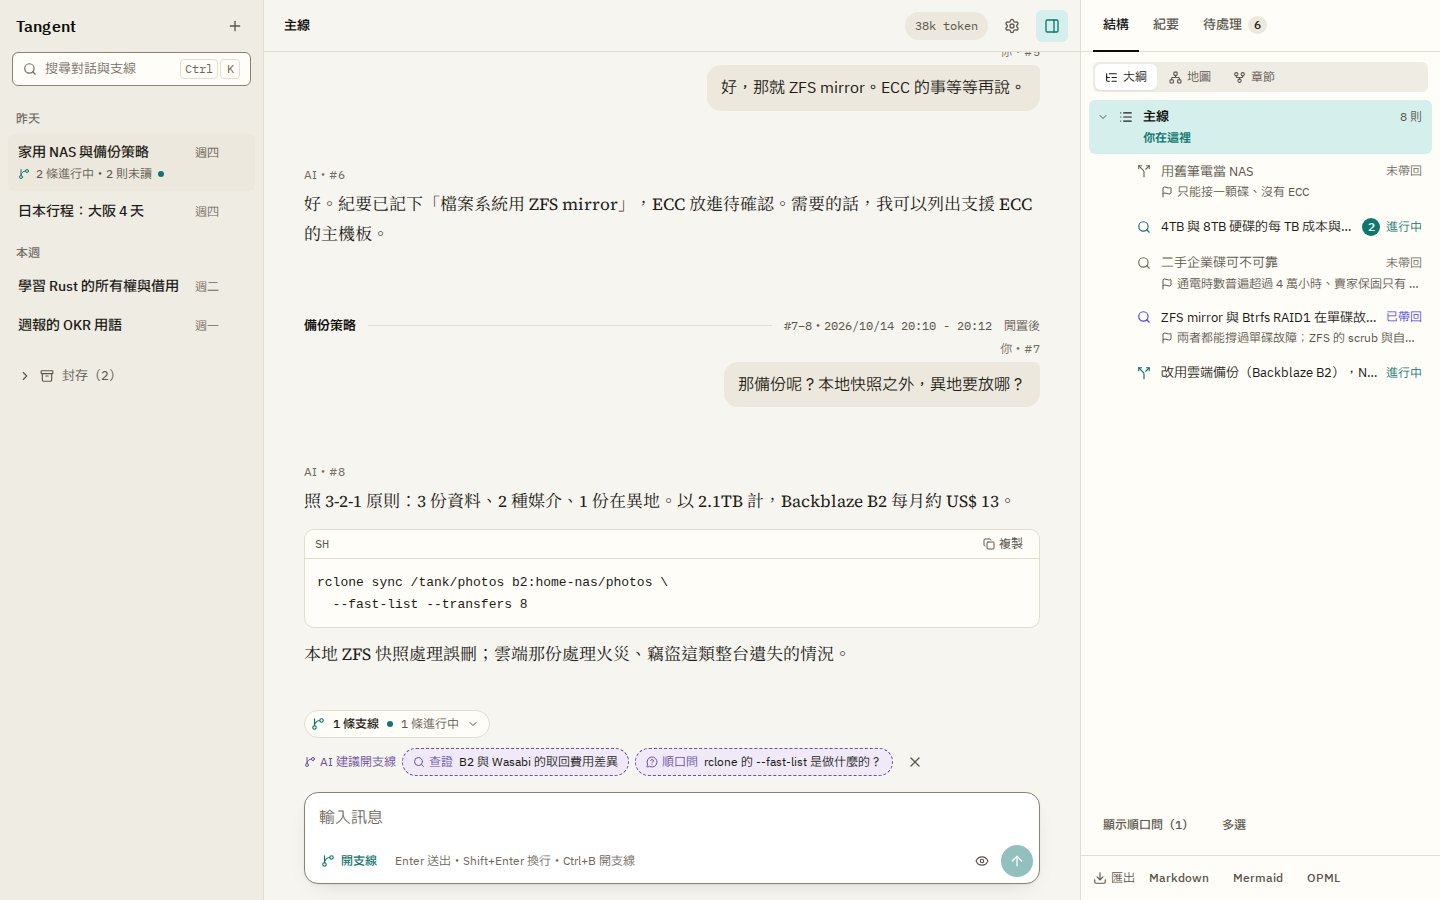 Tangent
搜尋對話與支線 Ctrl K
昨天
家用 NAS 與備份策略 週四
2 條進行中・2 則未讀
日本行程：大阪 4 天 週四
本週
學習 Rust 的所有權與借用 週二
週報的 OKR 用語 週一
封存（2）
主線
38k token
你・#5
好，那就 ZFS mirror。ECC 的事等等再說。
AI・#6
好。紀要已記下「檔案系統用 ZFS mirror」，ECC 放進待確認。需要的話，我可以列出支援 ECC
的主機板。
備份策略 #7–8・2026/10/14 20:10 - 20:12 閒置後
你・#7
那備份呢？本地快照之外，異地要放哪？
AI・#8
照 3-2-1 原則：3 份資料、2 種媒介、1 份在異地。以 2.1TB 計，Backblaze B2 每月約 US$ 13。
SH 複製
rclone sync /tank/photos b2:home-nas/photos \
--fast-list --transfers 8
本地 ZFS 快照處理誤刪；雲端那份處理火災、竊盜這類整台遺失的情況。
1 條支線 1 條進行中
AI 建議開支線 查證 B2 與 Wasabi 的取回費用差異 順口問 rclone 的 --fast-list 是做什麼的？
輸入訊息
開支線 Enter 送出・Shift+Enter 換行・Ctrl+B 開支線
結構 紀要 待處理 6
大綱 地圖 章節
主線 8 則
你在這裡
用舊筆電當 NAS 未帶回
只能接一顆碟、沒有 ECC
4TB 與 8TB 硬碟的每 TB 成本與... 2 進行中
二手企業碟可不可靠 未帶回
通電時數普遍超過 4 萬小時、賣家保固只有 ...
ZFS mirror 與 Btrfs RAID1 在單碟故... 已帶回
兩者都能撐過單碟故障；ZFS 的 scrub 與自...
改用雲端備份（Backblaze B2），N... 進行中
顯示順口問（1） 多選
匯出 Markdown Mermaid OPML